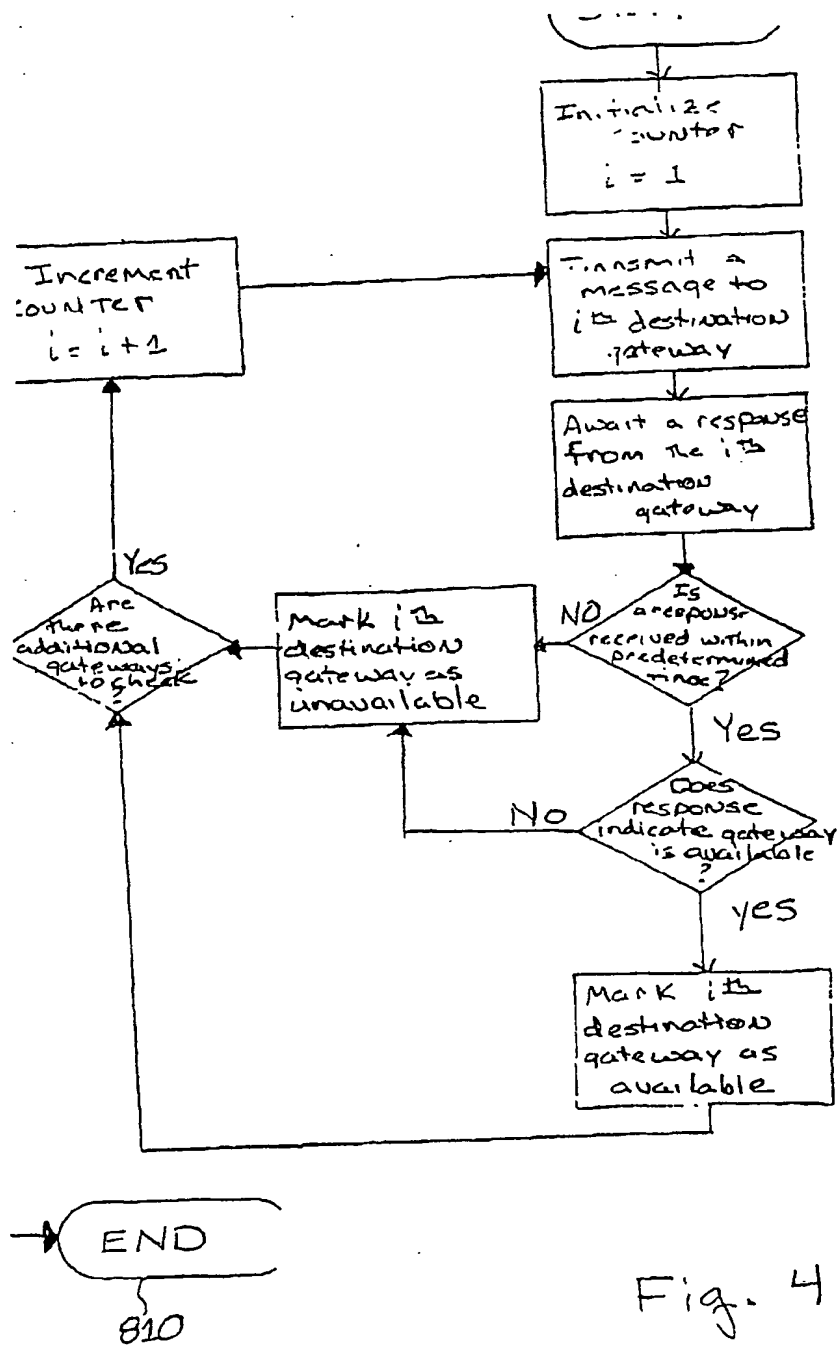 Initialize
counter
i = 1
Increment
counter
i = i + 1
Transmit a
message to
ith destination
gateway
Await a response
from the ith
destination
gateway
Yes
Are
there
additional
gateways
to check
?
Mark ith
destination
gateway as
unavailable
NO
Is
a response
received within
predetermined
time?
Yes
Does
response
indicate gateway
is available
?
No
yes
Mark ith
destination
gateway as
available
END
810
Fig. 4